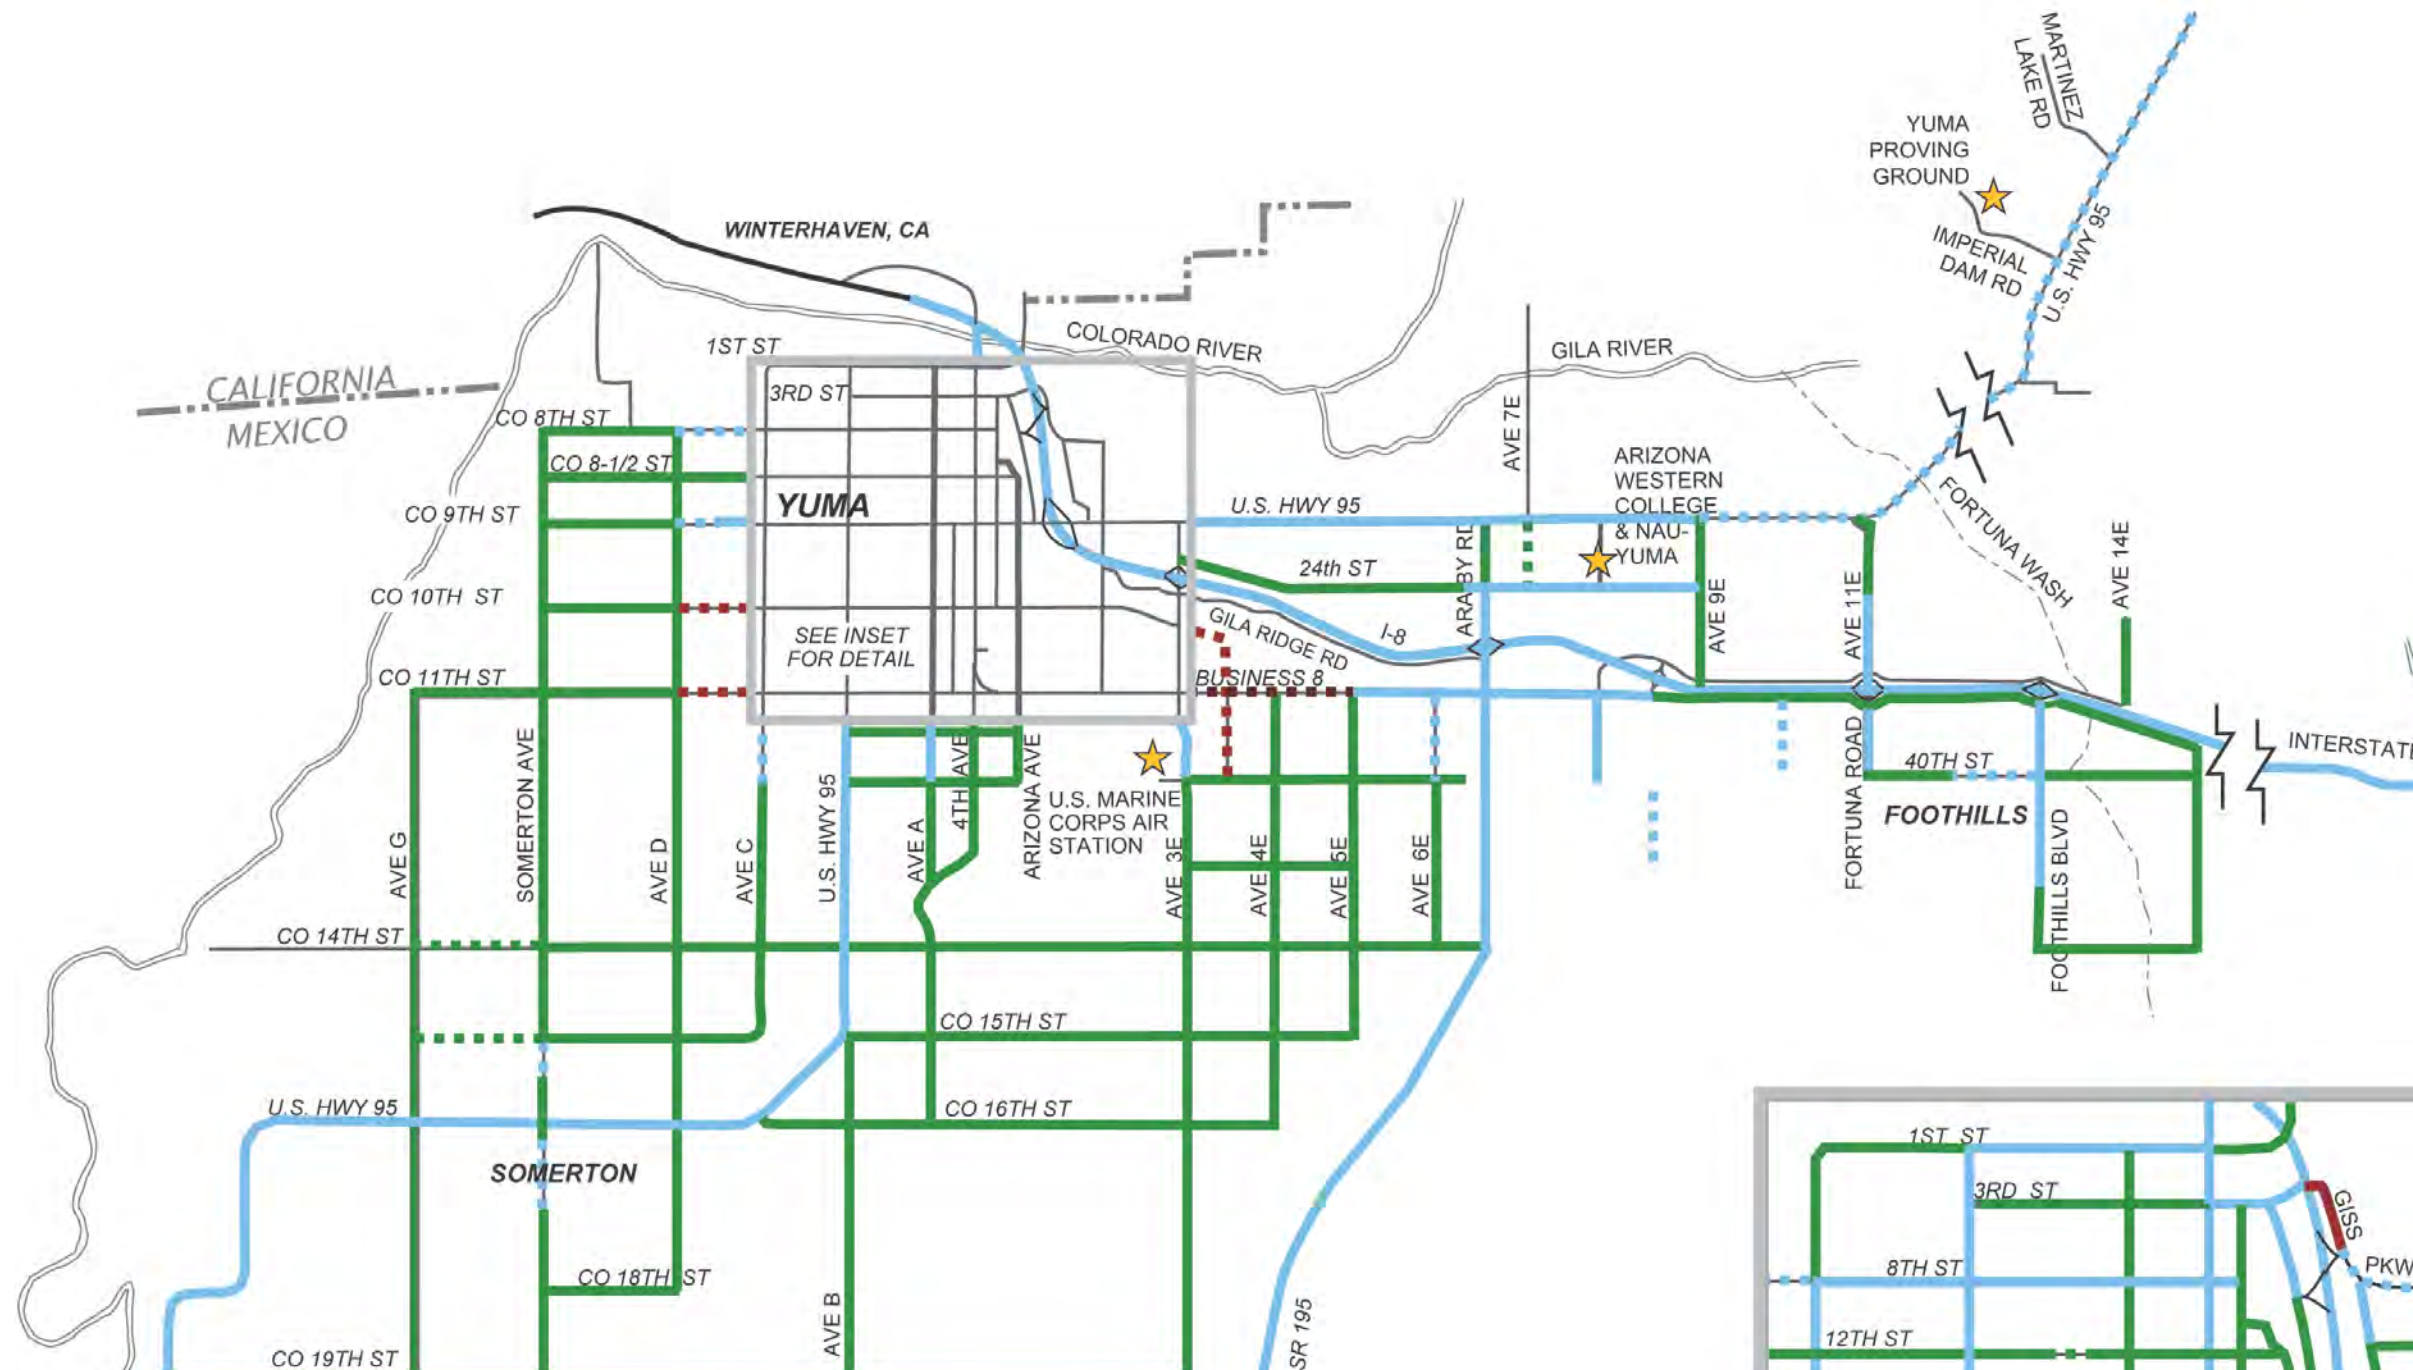 MARTINEZ
LAKE RD
YUMA
PROVING
GROUND
IMPERIAL
DAM RD
U.S. HWY 95
WINTERHAVEN, CA
COLORADO RIVER
GILA RIVER
1ST ST
3RD ST
CALIFORNIA
MEXICO
CO 8TH ST
CO 8-1/2 ST
CO 9TH ST
YUMA
U.S. HWY 95
AVE 7E
ARIZONA
WESTERN
COLLEGE
& NAU-
YUMA
FORTUNA WASH
AVE 14E
24th ST
ARABY RD
AVE 9E
AVE 11E
CO 10TH ST
SEE INSET
FOR DETAIL
GILA RIDGE RD
I-8
CO 11TH ST
BUSINESS 8
INTERSTATE
40TH ST
FOOTHILLS
FORTUNA ROAD
FOOTHILLS BLVD
AVE G
SOMERTON AVE
AVE D
AVE C
U.S. HWY 95
AVE A
4TH AVE
ARIZONA AVE
U.S. MARINE
CORPS AIR
STATION
AVE 3E
AVE 4E
AVE 5E
AVE 6E
CO 14TH ST
CO 15TH ST
U.S. HWY 95
CO 16TH ST
SOMERTON
CO 18TH ST
AVE B
SR 195
CO 19TH ST
1ST ST
3RD ST
GISS
PKW
8TH ST
12TH ST